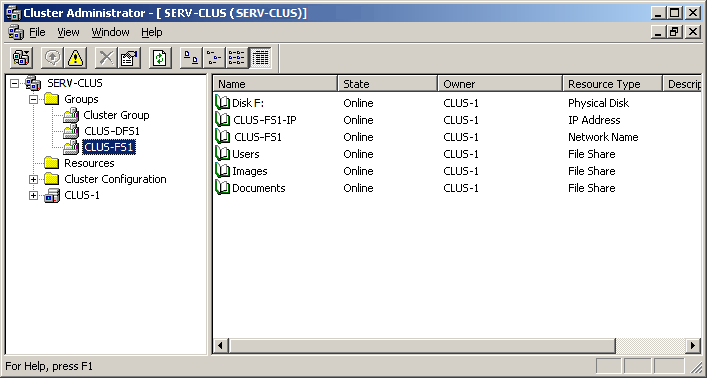 Cluster Administrator - [ SERV-CLUS (SERV-CLUS)]
File View Window Help
SERV-CLUS
Groups
Cluster Group
CLUS-DFS1
CLUS-FS1
Resources
Cluster Configuration
CLUS-1
Name State Owner Resource Type Descrip
Disk F: Online CLUS-1 Physical Disk
CLUS-FS1-IP Online CLUS-1 IP Address
CLUS-FS1 Online CLUS-1 Network Name
Users Online CLUS-1 File Share
Images Online CLUS-1 File Share
Documents Online CLUS-1 File Share
For Help, press F1